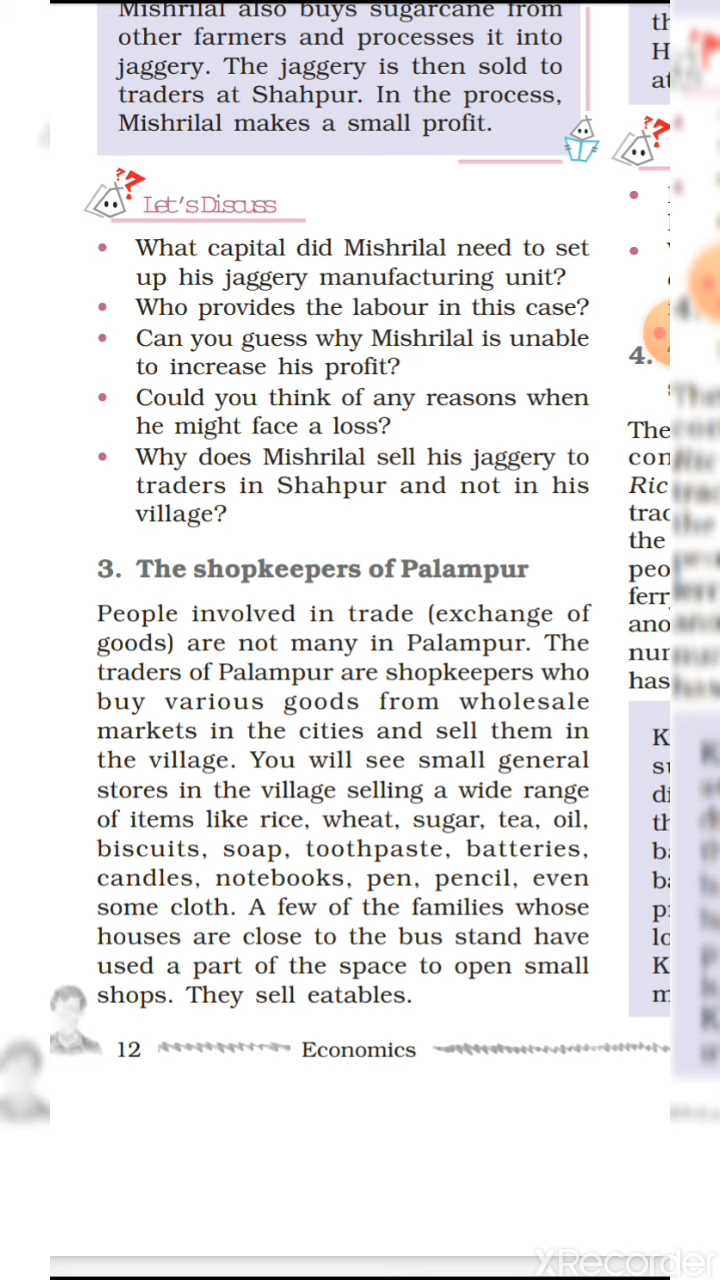 Mishrilal also buys sugarcane from
other farmers and processes it into
jaggery. The jaggery is then sold to
traders at Shahpur. In the process,
Mishrilal makes a small profit.
Let's Discuss
• What capital did Mishrilal need to set
up his jaggery manufacturing unit?
• Who provides the labour in this case?
• Can you guess why Mishrilal is unable
to increase his profit?
• Could you think of any reasons when
he might face a loss?
• Why does Mishrilal sell his jaggery to
traders in Shahpur and not in his
village?
3. The shopkeepers of Palampur
People involved in trade (exchange of
goods) are not many in Palampur. The
traders of Palampur are shopkeepers who
buy various goods from wholesale
markets in the cities and sell them in
the village. You will see small general
stores in the village selling a wide range
of items like rice, wheat, sugar, tea, oil,
biscuits, soap, toothpaste, batteries,
candles, notebooks, pen, pencil, even
some cloth. A few of the families whose
houses are close to the bus stand have
used a part of the space to open small
shops. They sell eatables.
12 Economics
4.
The
con
Ric
trac
the
peo
ferr
ano
nur
has
XRecorder